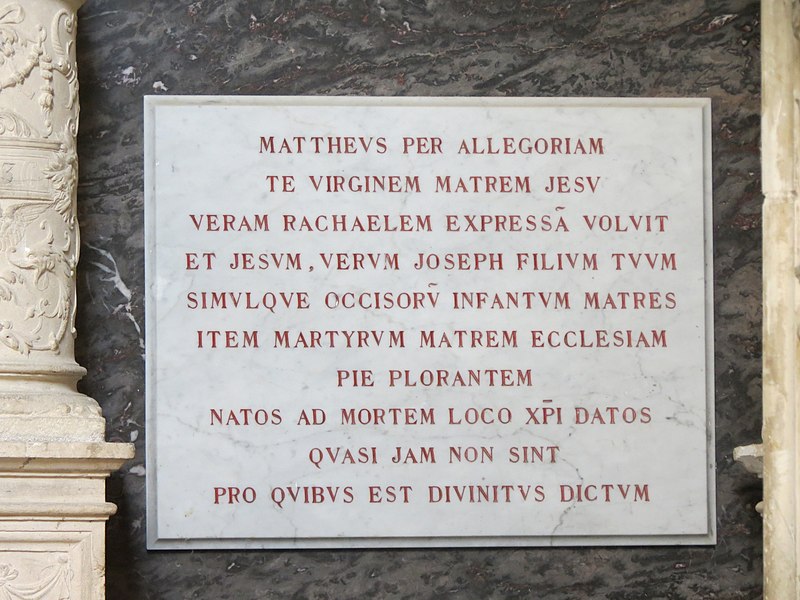 MATTHEVS PER ALLEGORIAM
TE VIRGINEM MATREM JESV
VERAM RACHAELEM EXPRESSÃ VOLVIT
ET JESVM, VERVM JOSEPH FILIVM TVVM
SIMVLQVE OCCISORṼ INFANTVM MATRES
ITEM MARTYRVM MATREM ECCLESIAM
PIE PLORANTEM
NATOS AD MORTEM LOCO XP̅I DATOS
QVASI JAM NON SINT
PRO QVIBVS EST DIVINITVS DICTVM